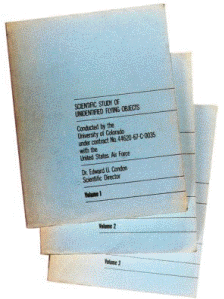 SCIENTIFIC STUDY OF
UNIDENTIFIED FLYING OBJECTS
Conducted by the
University of Colorado
under contract No. 44620-67-C-0035
with the
United States Air Force
Dr. Edward U. Condon
Scientific Director
Volume 1
Volume 2
Volume 3